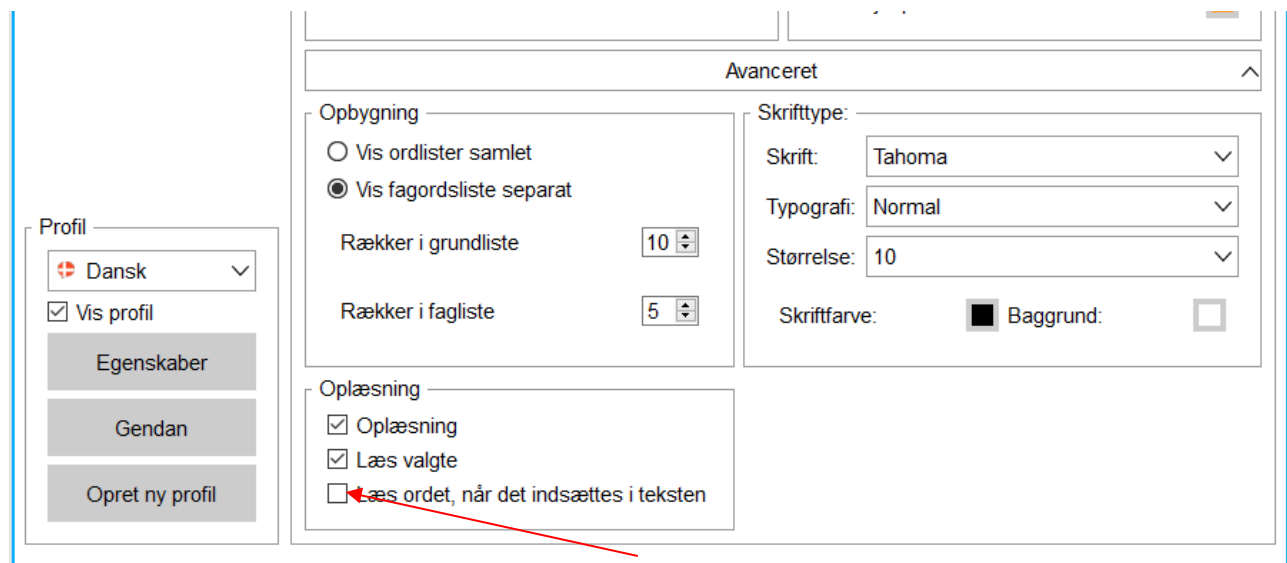 Avanceret
Opbygning
Vis ordlister samlet
Vis fagordsliste separat
Rækker i grundliste 10
Rækker i fagliste 5
Skrifttype:
Skrift: Tahoma
Typografi: Normal
Størrelse: 10
Skriftfarve: Baggrund:
Profil
Dansk
Vis profil
Egenskaber
Gendan
Opret ny profil
Oplæsning
Oplæsning
Læs valgte
Læs ordet, når det indsættes i teksten